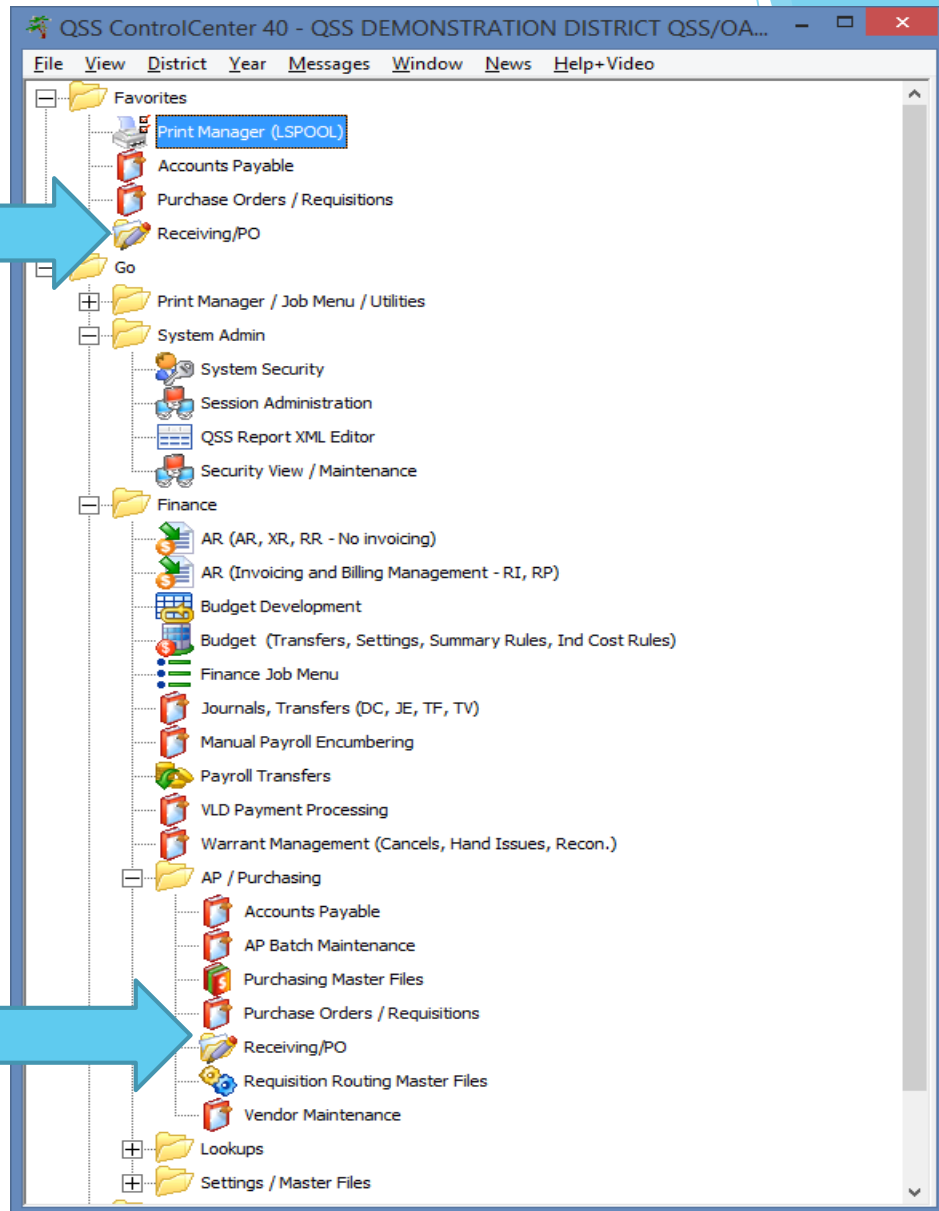 QSS ControlCenter 40 - QSS DEMONSTRATION DISTRICT QSS/OA...
File View District Year Messages Window News Help+Video
Favorites
Print Manager (LSPOOL)
Accounts Payable
Purchase Orders / Requisitions
Receiving/PO
Go
Print Manager / Job Menu / Utilities
System Admin
System Security
Session Administration
QSS Report XML Editor
Security View / Maintenance
Finance
AR (AR, XR, RR - No invoicing)
AR (Invoicing and Billing Management - RI, RP)
Budget Development
Budget (Transfers, Settings, Summary Rules, Ind Cost Rules)
Finance Job Menu
Journals, Transfers (DC, JE, TF, TV)
Manual Payroll Encumbering
Payroll Transfers
VLD Payment Processing
Warrant Management (Cancels, Hand Issues, Recon.)
AP / Purchasing
Accounts Payable
AP Batch Maintenance
Purchasing Master Files
Purchase Orders / Requisitions
Receiving/PO
Requisition Routing Master Files
Vendor Maintenance
Lookups
Settings / Master Files